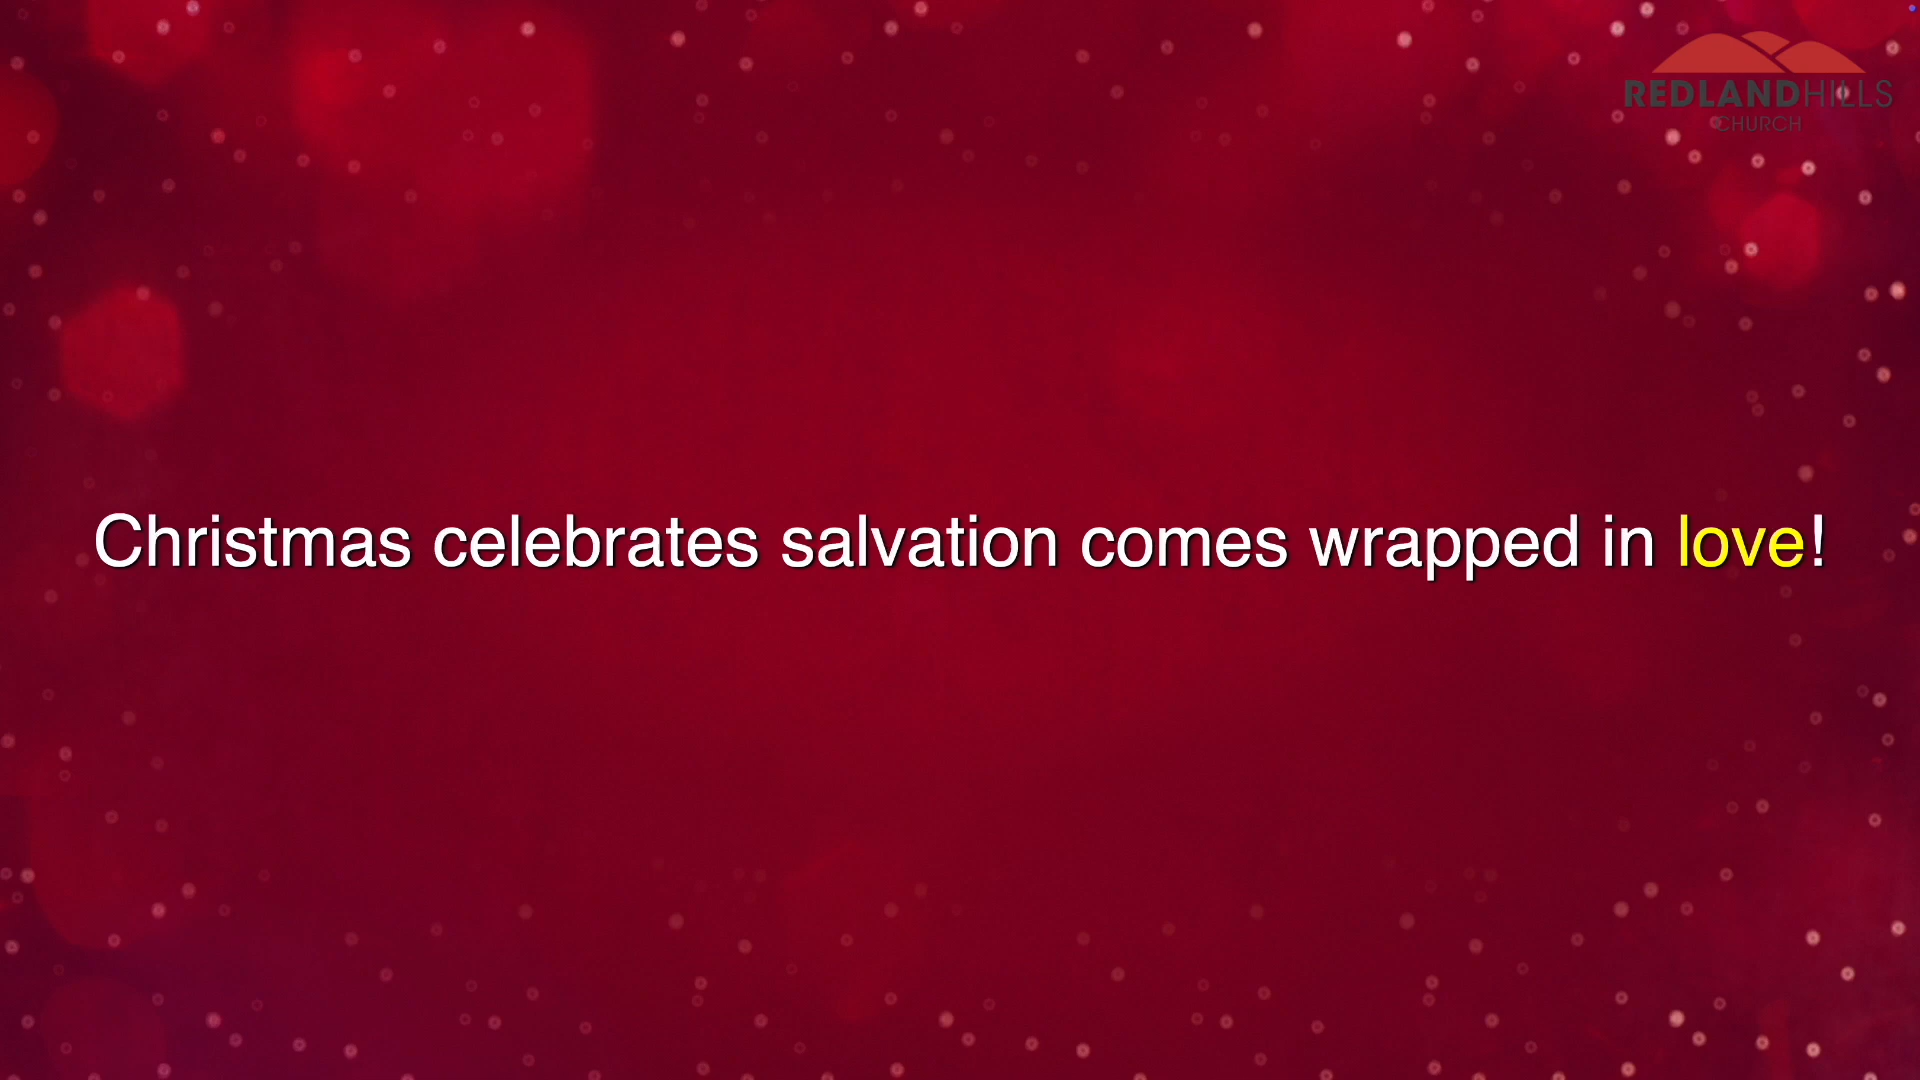 REDLANDHILLS
CHURCH
Christmas celebrates salvation comes wrapped in love!